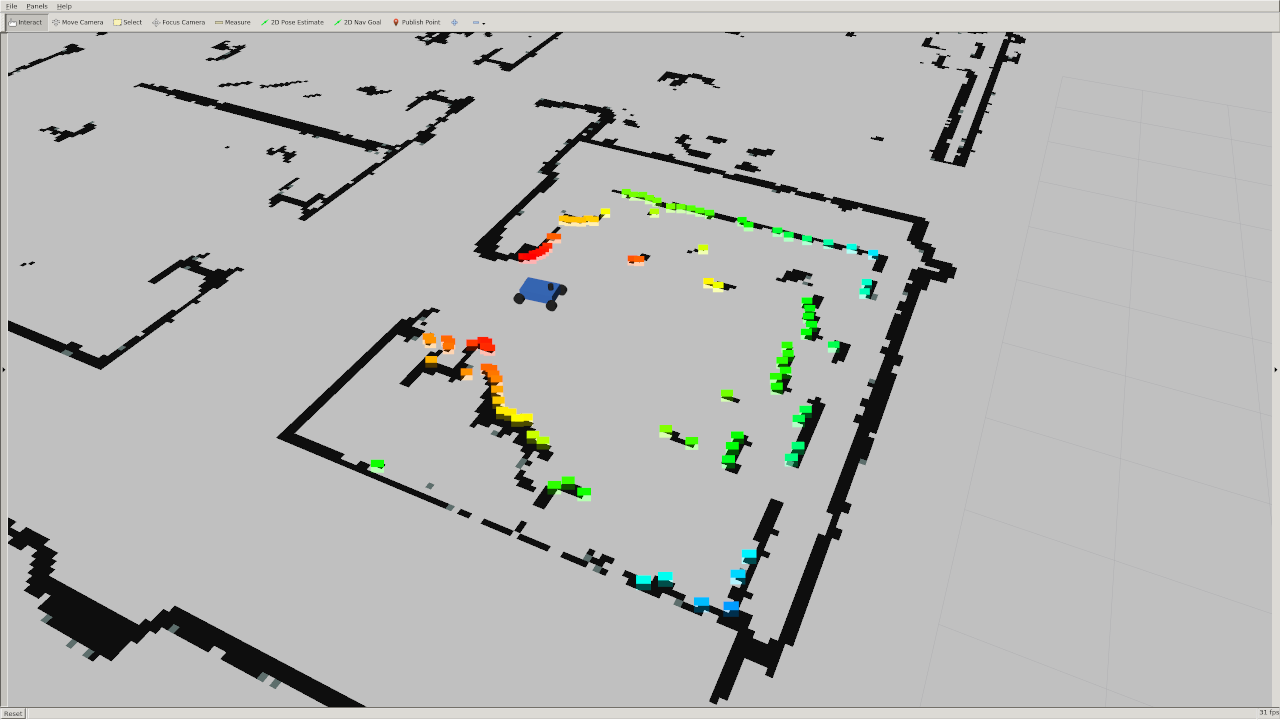 File Panels Help
Interact Move Camera Select Focus Camera Measure 2D Pose Estimate 2D Nav Goal Publish Point
Reset 31 fps